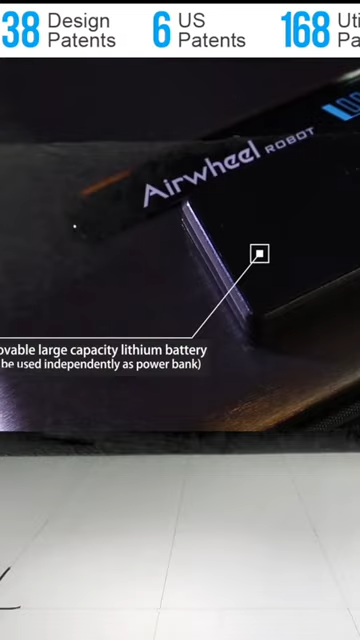 38 Design Patents
6 US Patents
168
Airwheel ROBOT
large capacity lithium battery
be used independently as power bank)